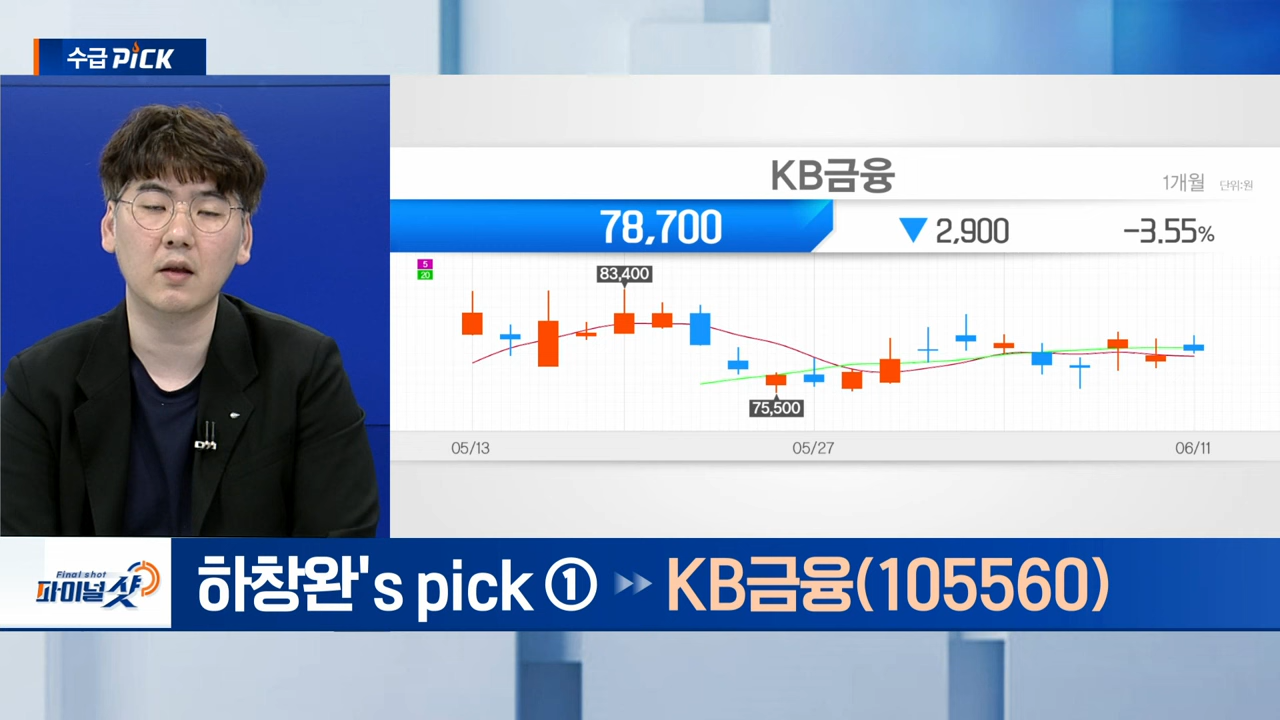 수급 PiCK
KB금융
1개월 단위:원
78,700 ▼ 2,900 -3.55%
5
20
83,400
75,500
05/13 05/27 06/11
Final shot
파이널샷
하창완's pick ① KB금융(105560)